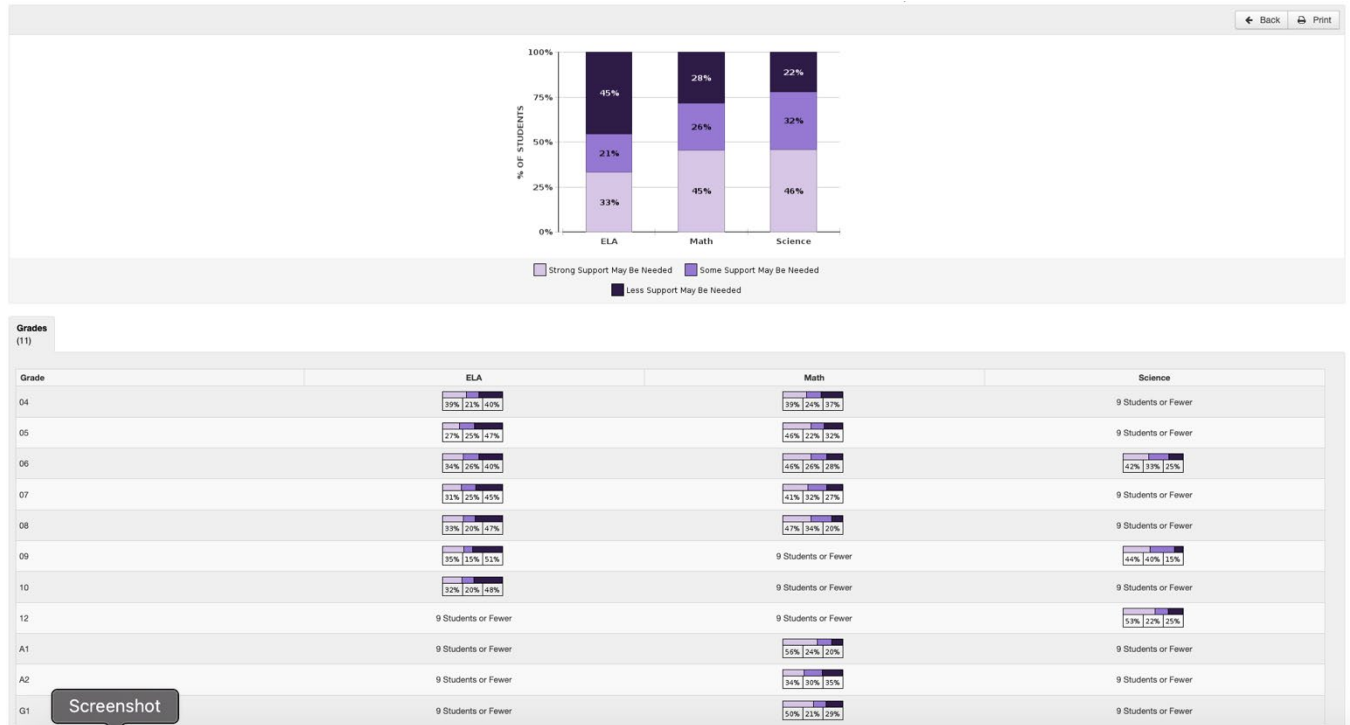 Back Print
100%
75%
50%
25%
0%
% OF STUDENTS
45% 28% 22%
21% 26% 32%
33% 45% 46%
ELA Math Science
Strong Support May Be Needed Some Support May Be Needed
Less Support May Be Needed
Grades
(11)
Grade ELA Math Science
04 39% 21% 40% 39% 24% 37% 9 Students or Fewer
05 27% 25% 47% 46% 22% 32% 9 Students or Fewer
06 34% 26% 40% 46% 26% 28% 42% 33% 25%
07 31% 25% 45% 41% 32% 27% 9 Students or Fewer
08 33% 20% 47% 47% 34% 20% 9 Students or Fewer
09 35% 15% 51% 9 Students or Fewer 44% 40% 15%
10 32% 20% 48% 9 Students or Fewer 9 Students or Fewer
12 9 Students or Fewer 9 Students or Fewer 53% 22% 25%
A1 9 Students or Fewer 56% 24% 20% 9 Students or Fewer
A2 9 Students or Fewer 34% 30% 35% 9 Students or Fewer
G1 9 Students or Fewer 50% 21% 29% 9 Students or Fewer
Screenshot